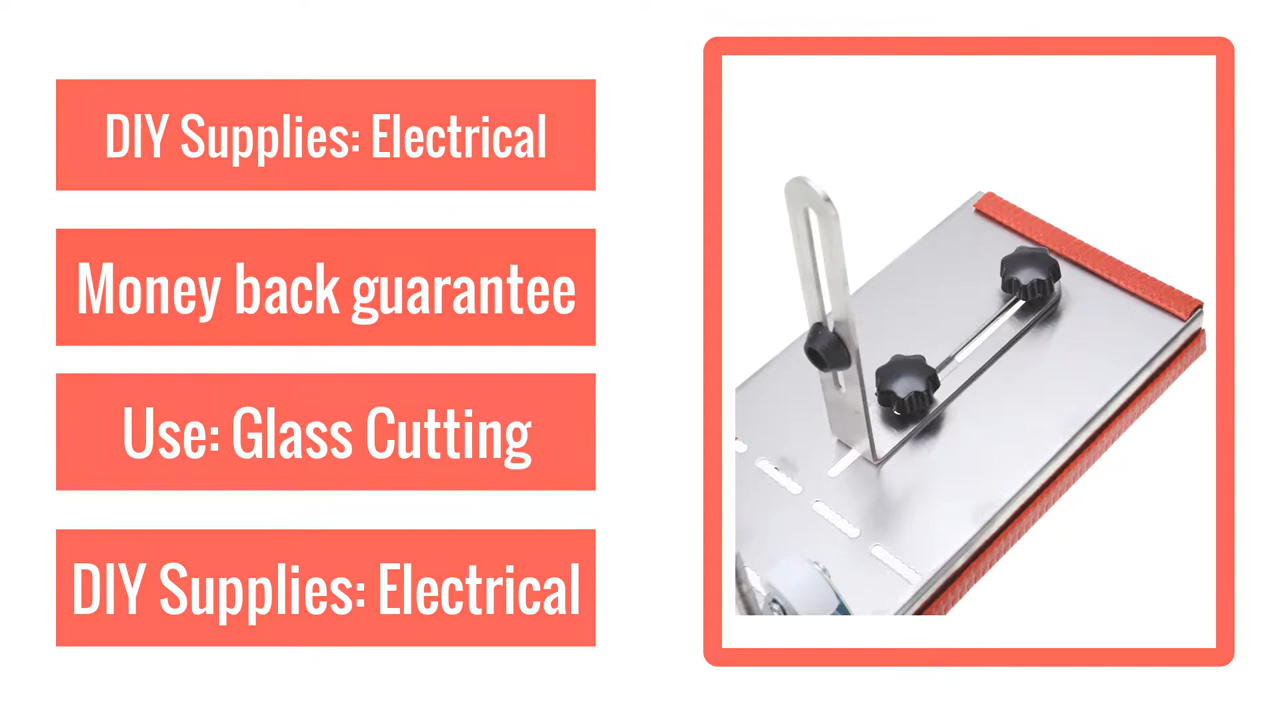 DIY Supplies: Electrical
Money back guarantee
Use: Glass Cutting
DIY Supplies: Electrical